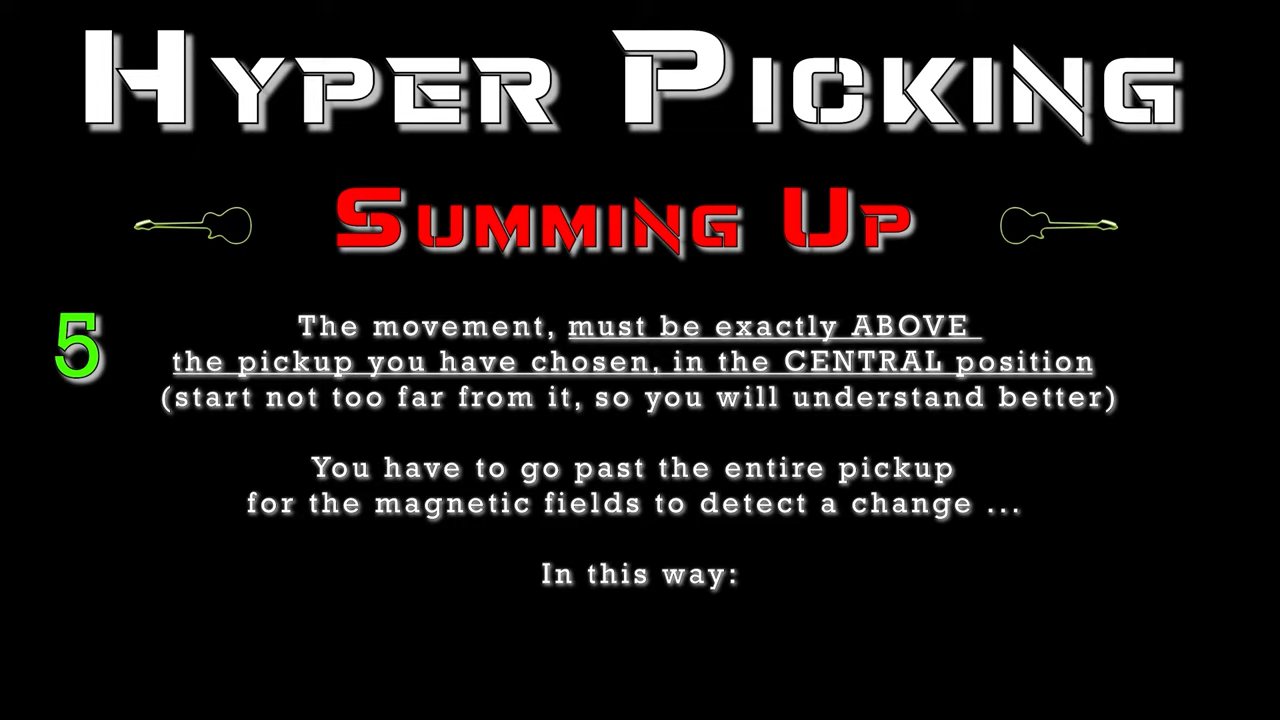 Hyper Picking
Summing Up
5
The movement, must be exactly ABOVE
the pickup you have chosen, in the CENTRAL position
(start not too far from it, so you will understand better)
You have to go past the entire pickup
for the magnetic fields to detect a change ...
In this way: